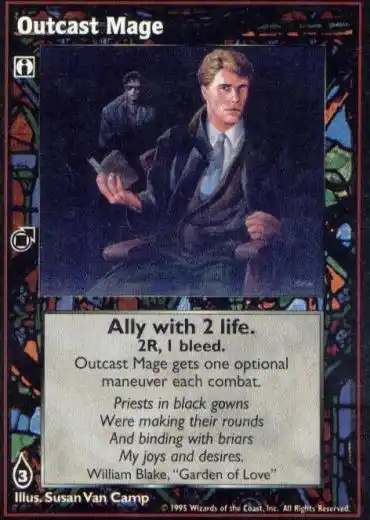 Outcast Mage
Ally with 2 life.
2R, 1 bleed.
Outcast Mage gets one optional
maneuver each combat.
Priests in black gowns
Were making their rounds
And binding with briars
My joys and desires.
William Blake, "Garden of Love"
3
Illus. Susan Van Camp
© 1995 Wizards of the Coast, Inc. All Rights Reserved.